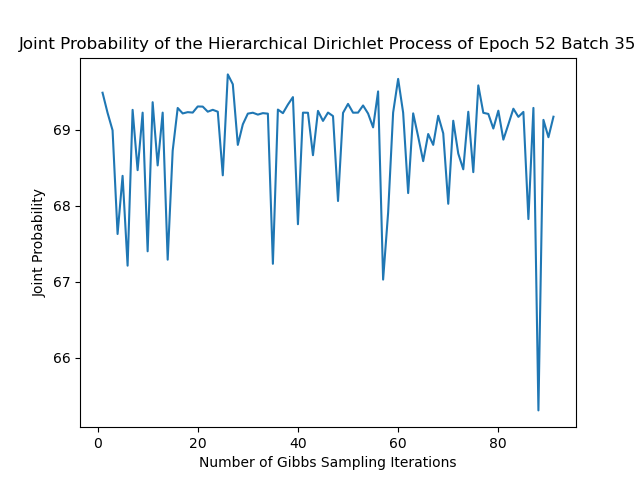 Joint Probability of the Hierarchical Dirichlet Process of Epoch 52 Batch 35
69
68
67
66
Joint Probability
0 20 40 60 80
Number of Gibbs Sampling Iterations